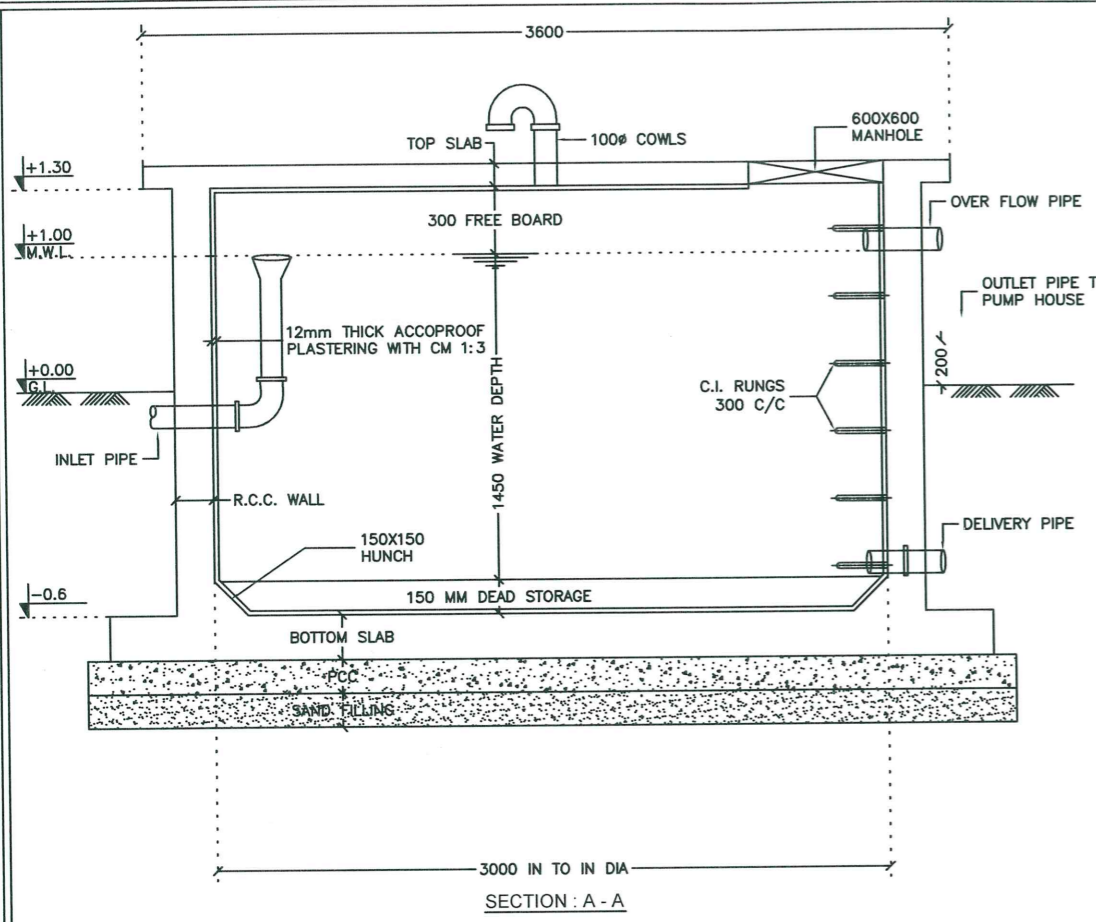 3600
600X600
MANHOLE
TOP SLAB
100ø COWLS
+1.30
300 FREE BOARD
OVER FLOW PIPE
+1.00
M.W.L.
OUTLET PIPE T
PUMP HOUSE
12mm THICK ACCOPROOF
PLASTERING WITH CM 1:3
+0.00
G.L.
200
1450 WATER DEPTH
C.I. RUNGS
300 C/C
INLET PIPE
R.C.C. WALL
DELIVERY PIPE
150X150
HUNCH
-0.6
150 MM DEAD STORAGE
BOTTOM SLAB
PCC
SAND FILLING
3000 IN TO IN DIA
SECTION : A - A